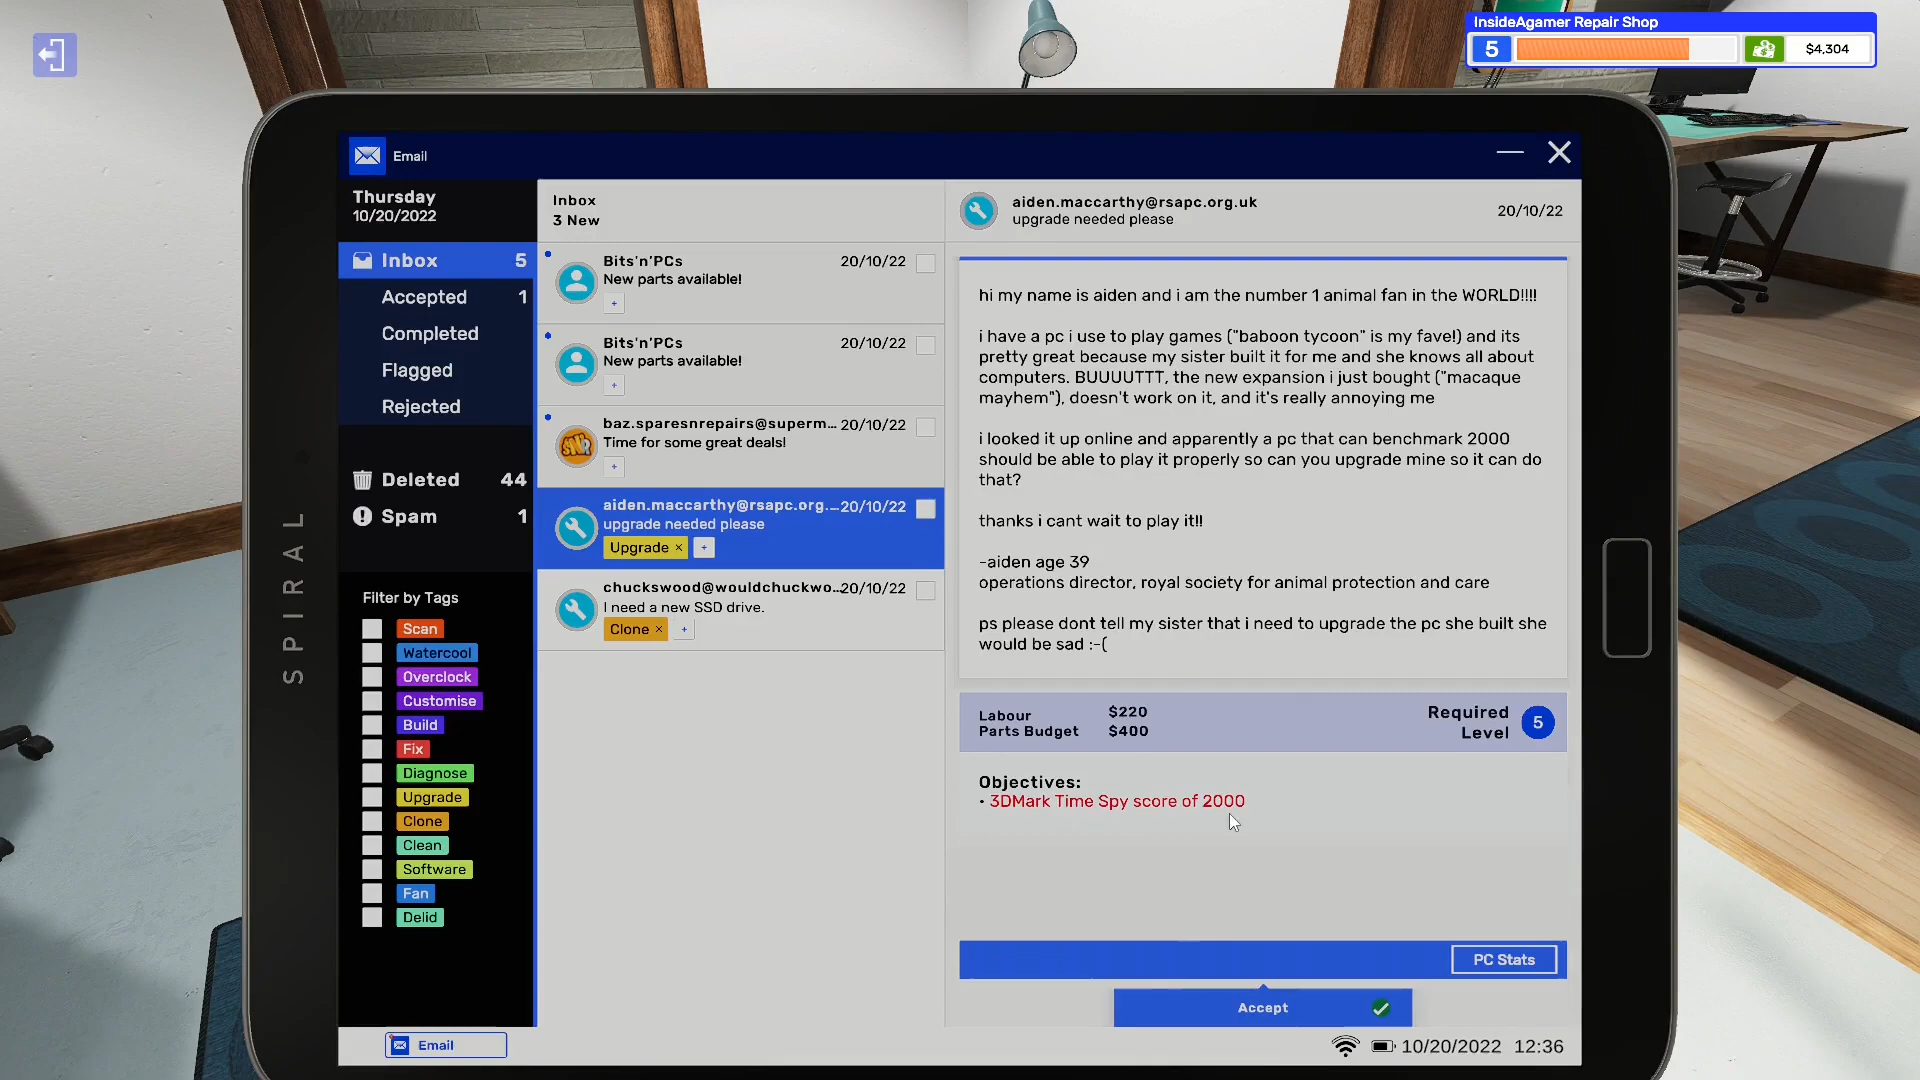 InsideAgamer Repair Shop
5
$4,304
Email
Thursday
10/20/2022
Inbox 5
Accepted 1
Completed
Flagged
Rejected
Deleted 44
Spam 1
Filter by Tags
Scan
Watercool
Overclock
Customise
Build
Fix
Diagnose
Upgrade
Clone
Clean
Software
Fan
Delid
Inbox
3 New
Bits'n'PCs 20/10/22
New parts available!
+
Bits'n'PCs 20/10/22
New parts available!
+
baz.sparesnrepairs@superm... 20/10/22
Time for some great deals!
+
aiden.maccarthy@rsapc.org.... 20/10/22
upgrade needed please
Upgrade × +
chuckswood@wouldchuckwo... 20/10/22
I need a new SSD drive.
Clone × +
aiden.maccarthy@rsapc.org.uk
upgrade needed please
20/10/22
hi my name is aiden and i am the number 1 animal fan in the WORLD!!!!
i have a pc i use to play games ("baboon tycoon" is my fave!) and its
pretty great because my sister built it for me and she knows all about
computers. BUUUUTTT, the new expansion i just bought ("macaque
mayhem"), doesn't work on it, and it's really annoying me
i looked it up online and apparently a pc that can benchmark 2000
should be able to play it properly so can you upgrade mine so it can do
that?
thanks i cant wait to play it!!
-aiden age 39
operations director, royal society for animal protection and care
ps please dont tell my sister that i need to upgrade the pc she built she
would be sad :-(
Labour $220
Parts Budget $400
Required
Level
5
Objectives:
• 3DMark Time Spy score of 2000
PC Stats
Accept
Email
10/20/2022 12:36
SPIRAL